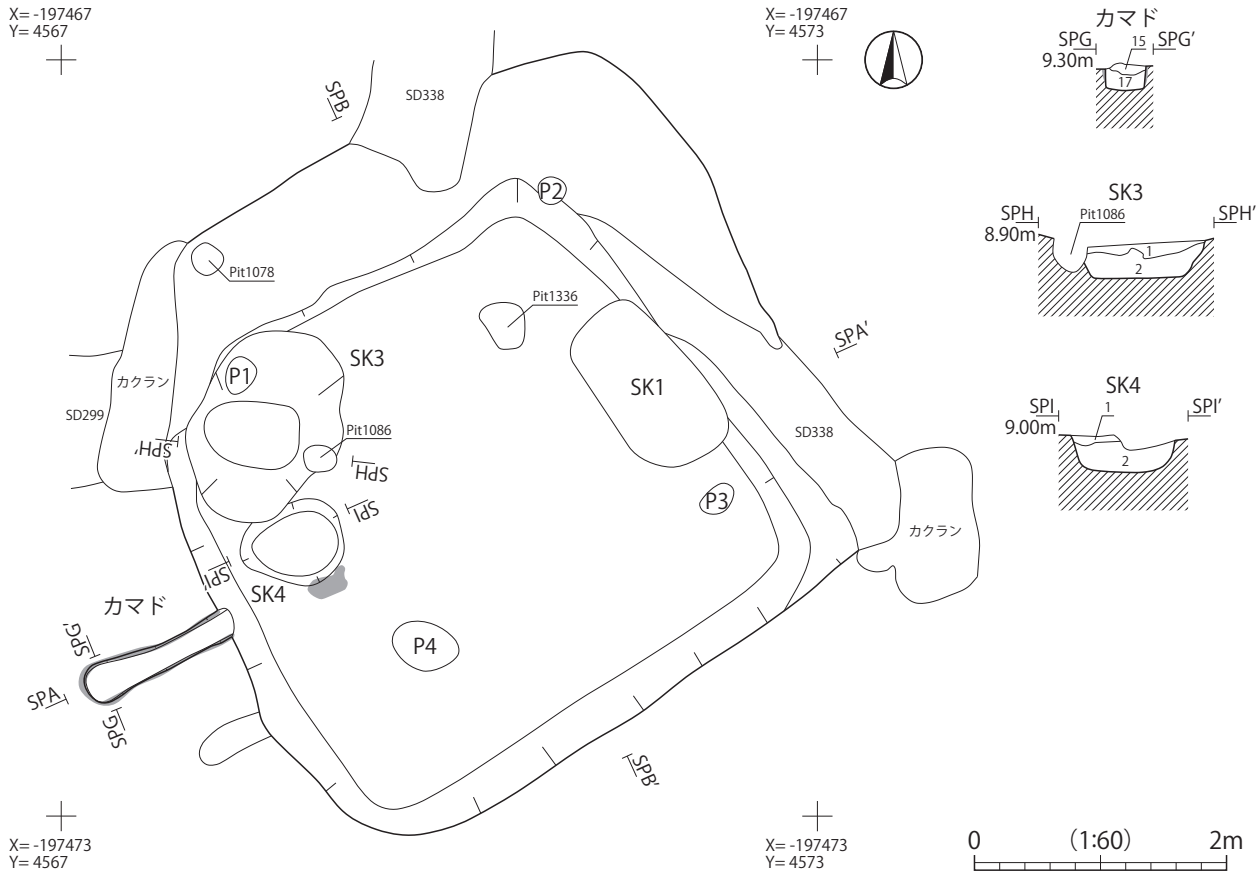 X= -197467
Y= 4567
X= -197467
Y= 4573
カマド
SPG
SPG’
9.30m
15
17
SPB
SD338
P2
Pit1078
Pit1336
SK3
P1
SPA’
カクラン
SD299
SK1
Pit1086
SPH’
SPH
SD338
P3
SPI
カクラン
SPI’
SK4
カマド
SPG’
P4
SPA
SPG
SPB’
SK3
SPH
Pit1086
SPH’
8.90m
1
2
SK4
SPI
1
SPI’
9.00m
2
X= -197473
Y= 4567
X= -197473
Y= 4573
0 (1:60) 2m